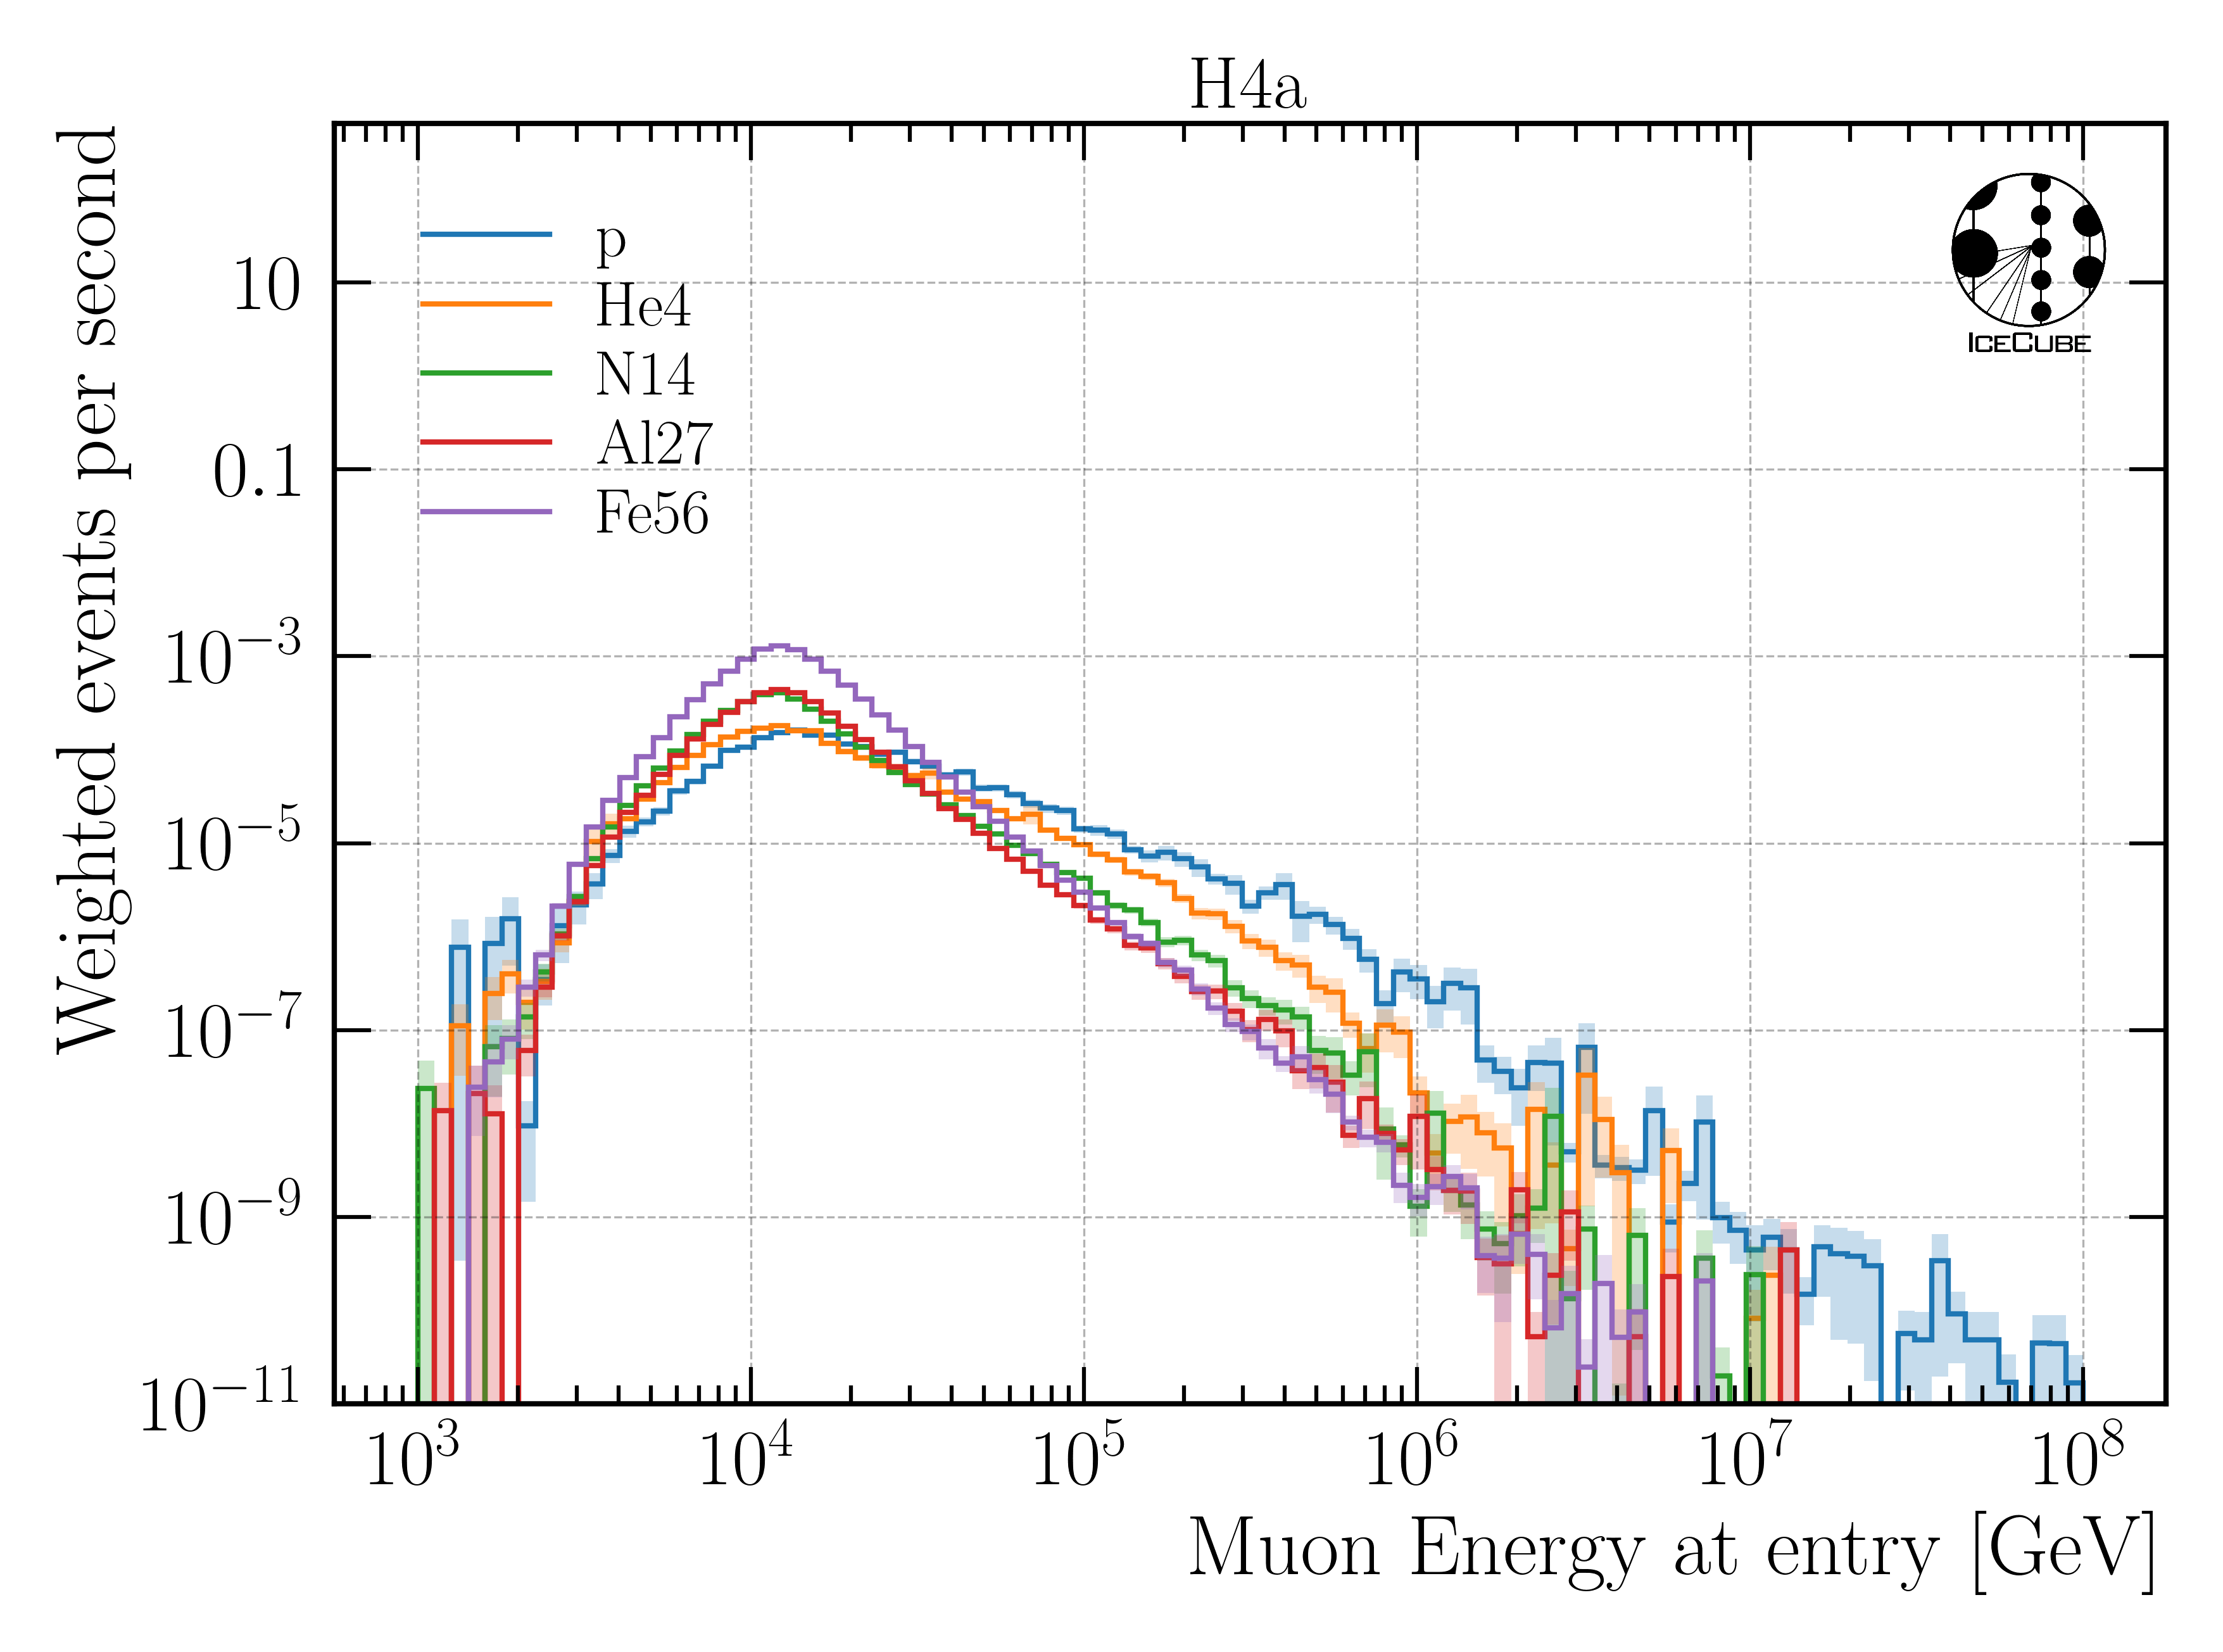 H4a
Weighted events per second
10
0.1
10⁻³
10⁻⁵
10⁻⁷
10⁻⁹
10⁻¹¹
p
He4
N14
Al27
Fe56
ICECUBE
10³ 10⁴ 10⁵ 10⁶ 10⁷ 10⁸
Muon Energy at entry [GeV]